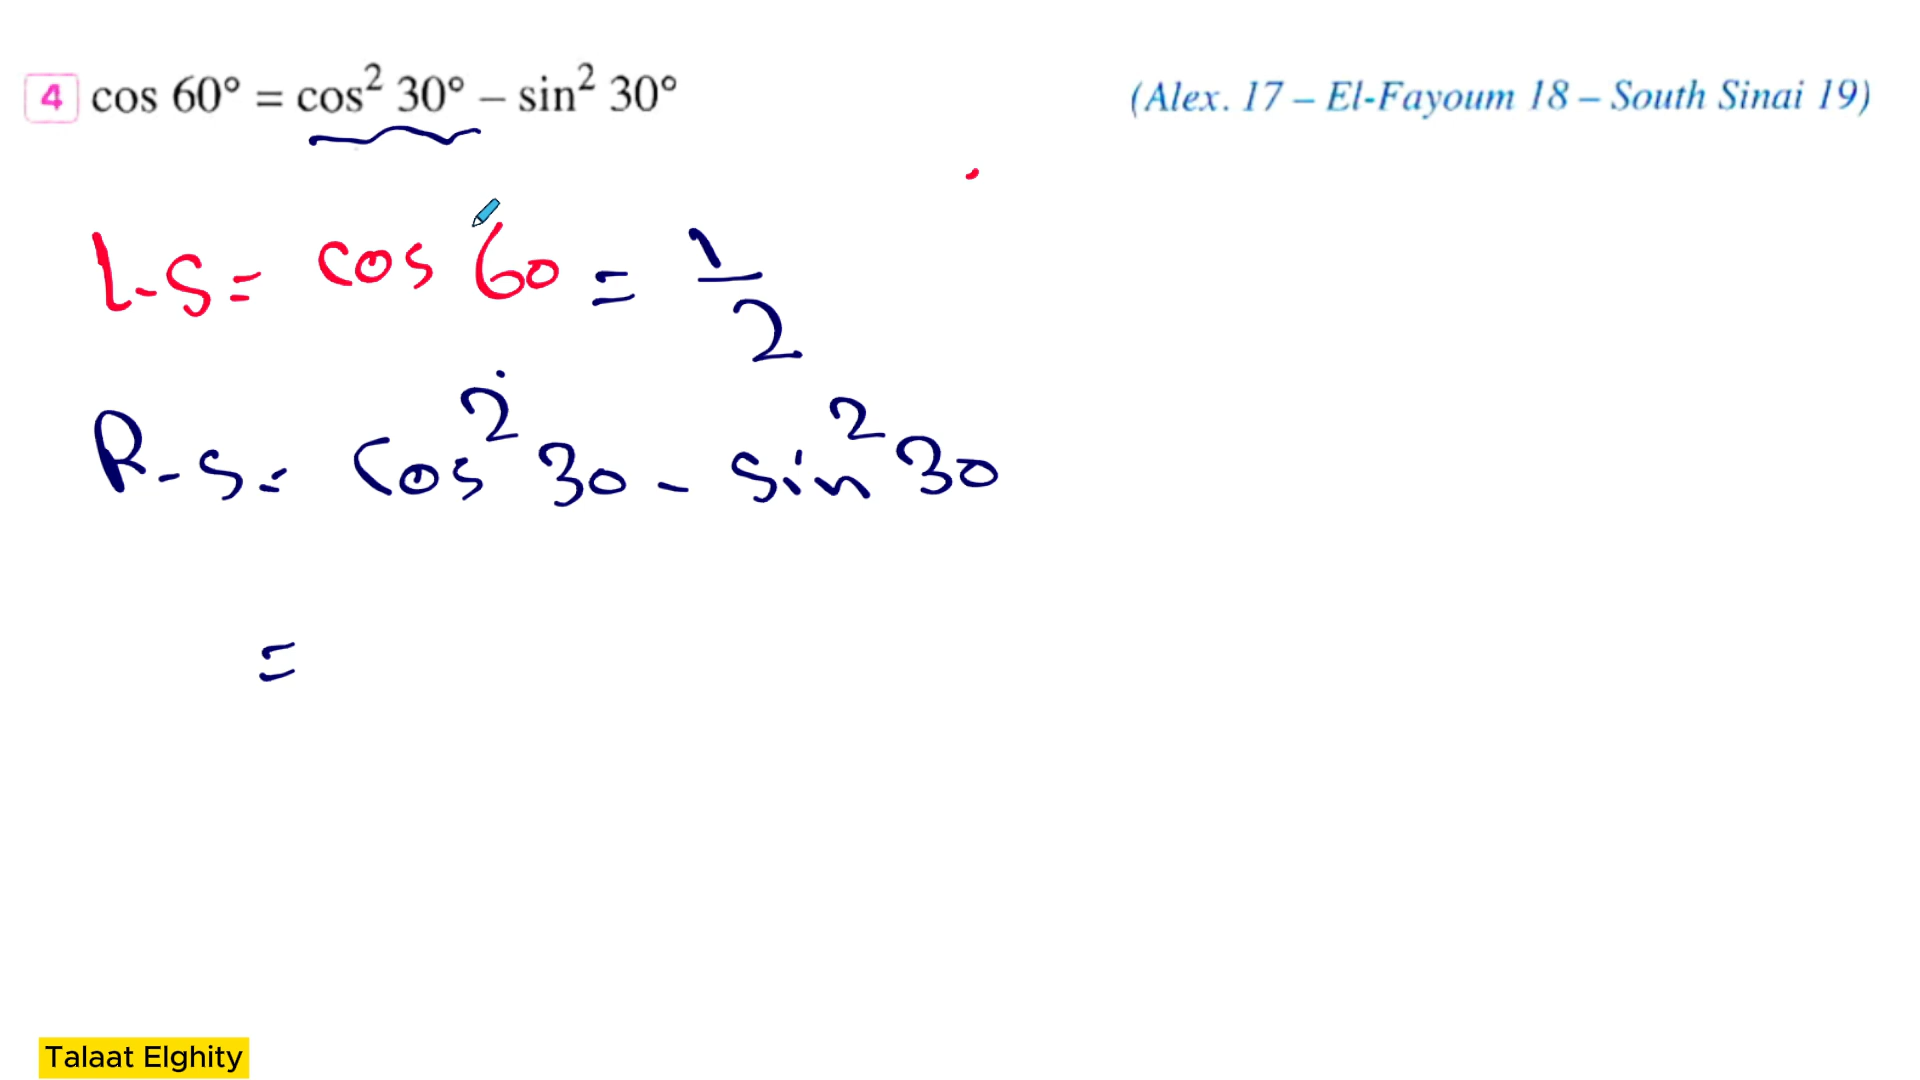 4 cos 60° = cos² 30° – sin² 30° (Alex. 17 – El-Fayoum 18 – South Sinai 19)
L-S= cos 60 = 1/2
R-S= cos² 30 - sin² 30
=
Talaat Elghity